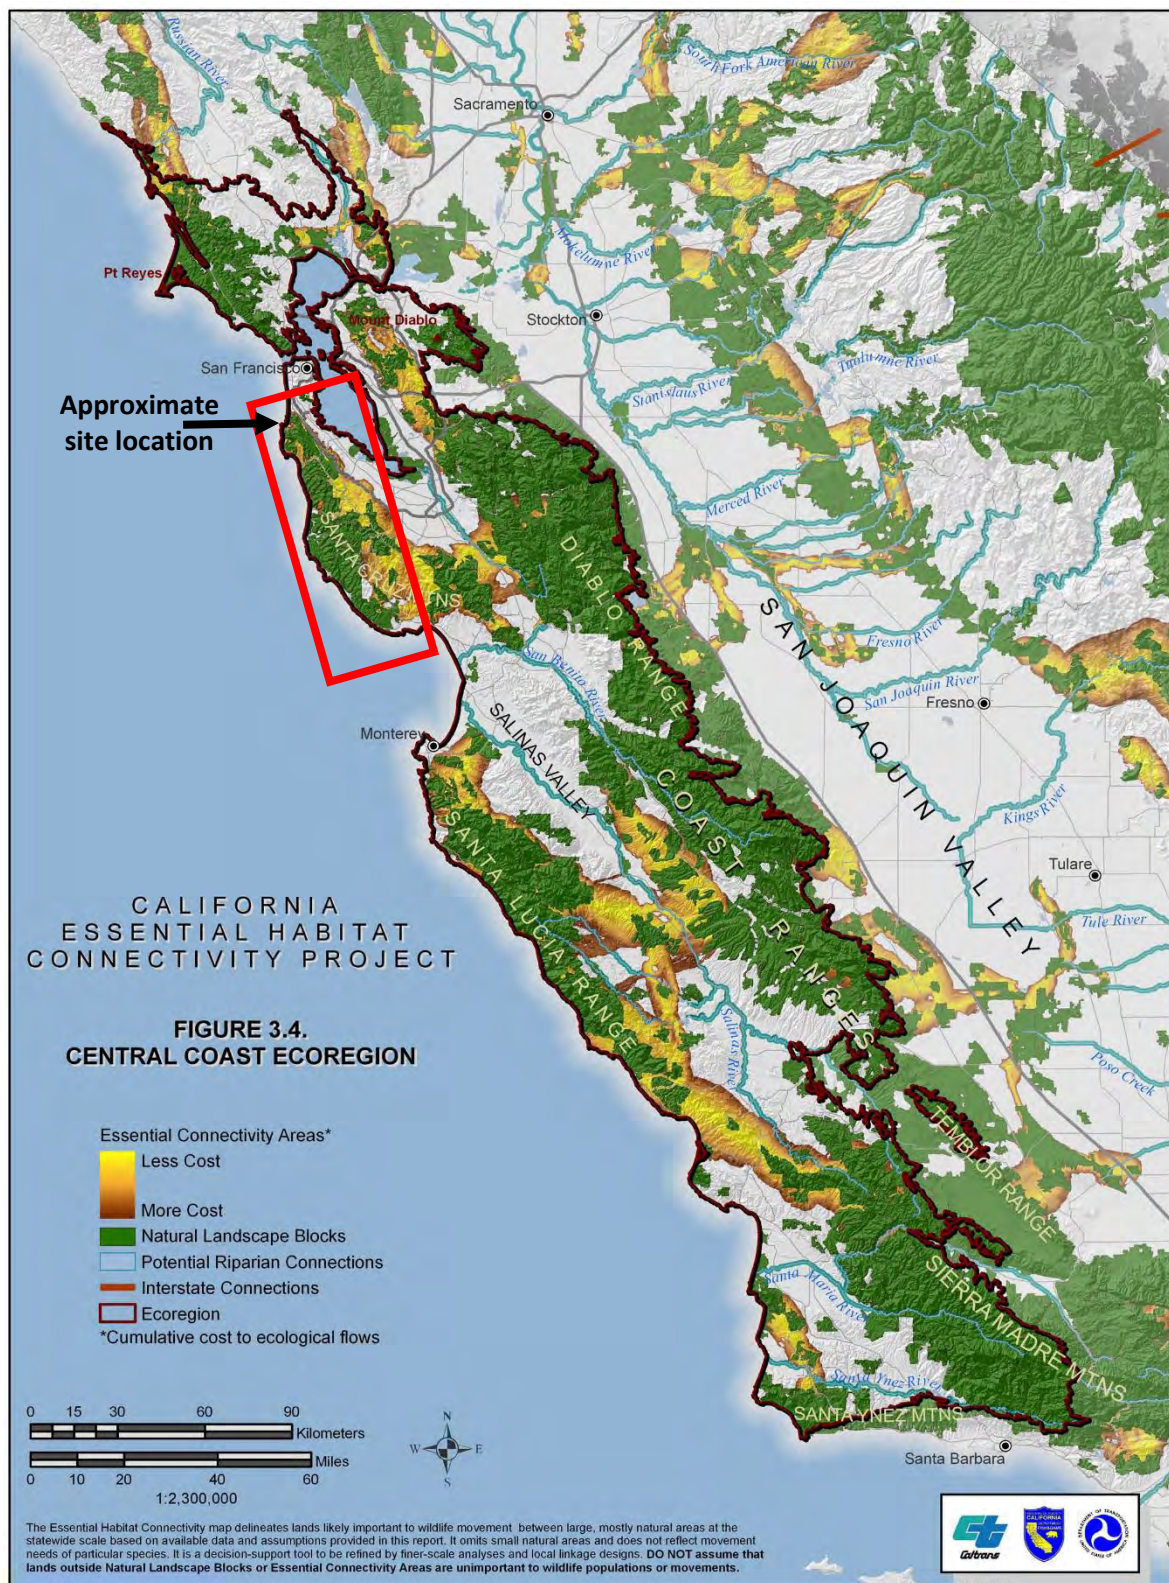 Russian River
South Fork American River
Sacramento
Mokelumne River
Pt Reyes
Mount Diablo
Stockton
Tuolumne River
San Francisco
Stanislaus River
Approximate
site location
Merced River
SANTA CRUZ MTNS
DIABLO RANGE
SAN JOAQUIN VALLEY
Fresno River
San Benito River
San Joaquin River
Fresno
SALINAS VALLEY
Monterey
COAST RANGES
Kings River
SANTA LUCIA RANGE
Tulare
Tule River
CALIFORNIA
ESSENTIAL HABITAT
CONNECTIVITY PROJECT
FIGURE 3.4.
CENTRAL COAST ECOREGION
Salinas River
Poso Creek
TEMBLOR RANGE
Essential Connectivity Areas*
Less Cost
More Cost
Natural Landscape Blocks
Potential Riparian Connections
Interstate Connections
Ecoregion
*Cumulative cost to ecological flows
Santa Maria River
SIERRA MADRE MTNS
Santa Ynez River
SANTA YNEZ MTNS
Santa Barbara
0 15 30 60 90
Kilometers
Miles
0 10 20 40 60
1:2,300,000
N
W E
S
The Essential Habitat Connectivity map delineates lands likely important to wildlife movement between large, mostly natural areas at the
statewide scale based on available data and assumptions provided in this report. It omits small natural areas and does not reflect movement
needs of particular species. It is a decision-support tool to be refined by finer-scale analyses and local linkage designs. DO NOT assume that
lands outside Natural Landscape Blocks or Essential Connectivity Areas are unimportant to wildlife populations or movements.
ct
Caltrans
CALIFORNIA